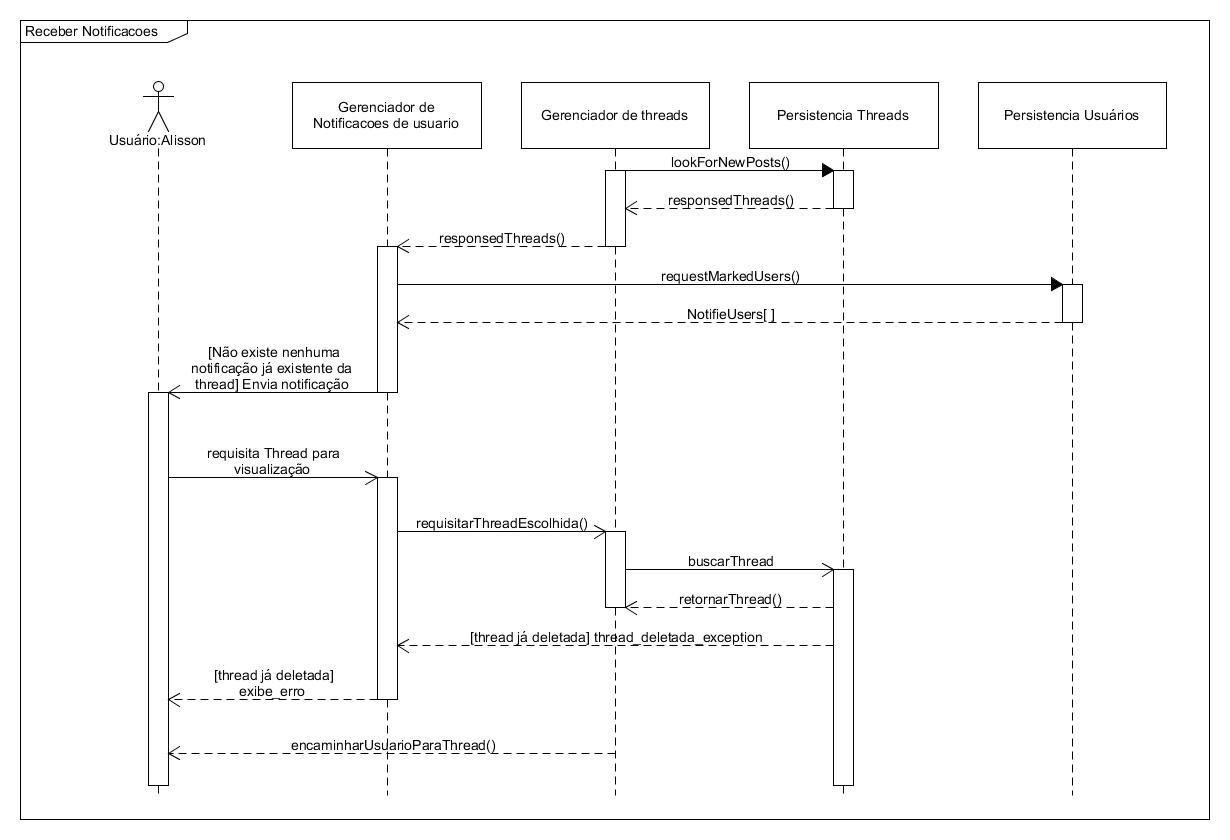 Receber Notificacoes
Usuário:Alisson
Gerenciador de
Notificacoes de usuario
Gerenciador de threads
Persistencia Threads
Persistencia Usuários
lookForNewPosts()
responsedThreads()
responsedThreads()
requestMarkedUsers()
NotifieUsers[ ]
[Não existe nenhuma
notificação já existente da
thread] Envia notificação
requisita Thread para
visualização
requisitarThreadEscolhida()
buscarThread
retornarThread()
[thread já deletada] thread_deletada_exception
[thread já deletada]
exibe_erro
encaminharUsuarioParaThread()